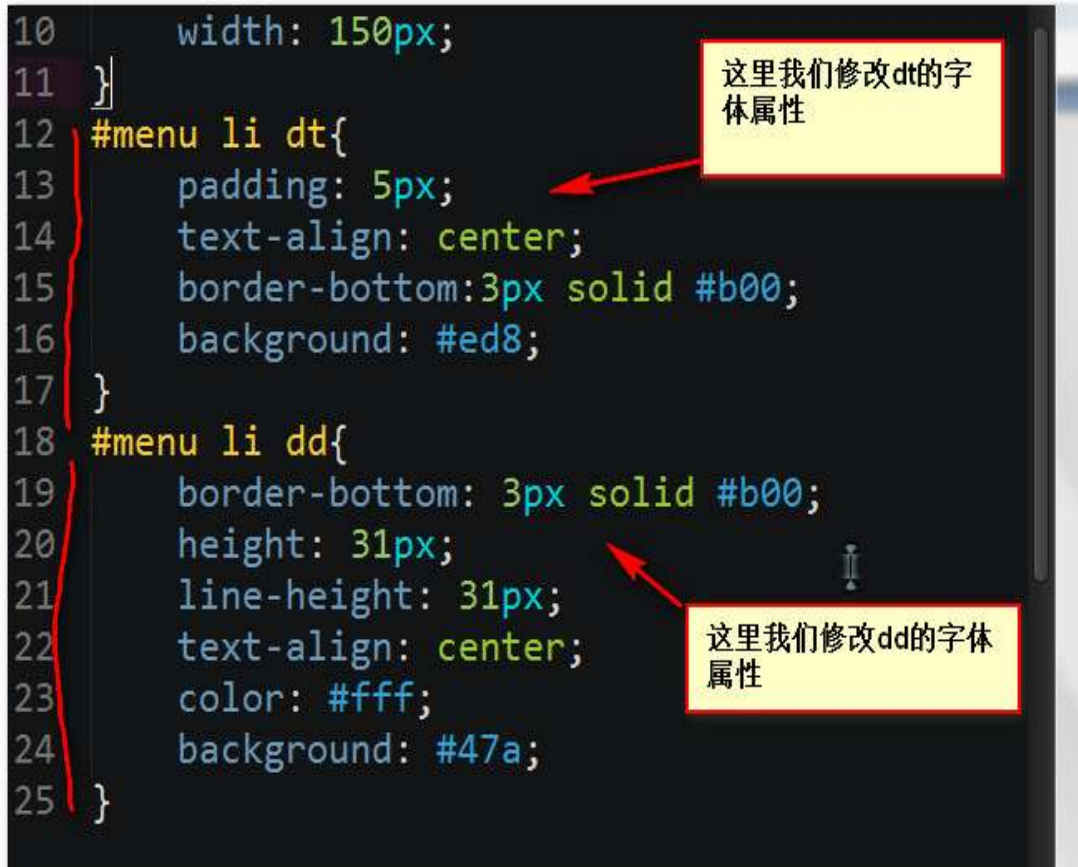 10 width: 150px;
11 }
12 #menu li dt{
13 padding: 5px;
14 text-align: center;
15 border-bottom:3px solid #b00;
16 background: #ed8;
17 }
18 #menu li dd{
19 border-bottom: 3px solid #b00;
20 height: 31px;
21 line-height: 31px;
22 text-align: center;
23 color: #fff;
24 background: #47a;
25 }
这里我们修改dt的字
体属性
这里我们修改dd的字体
属性